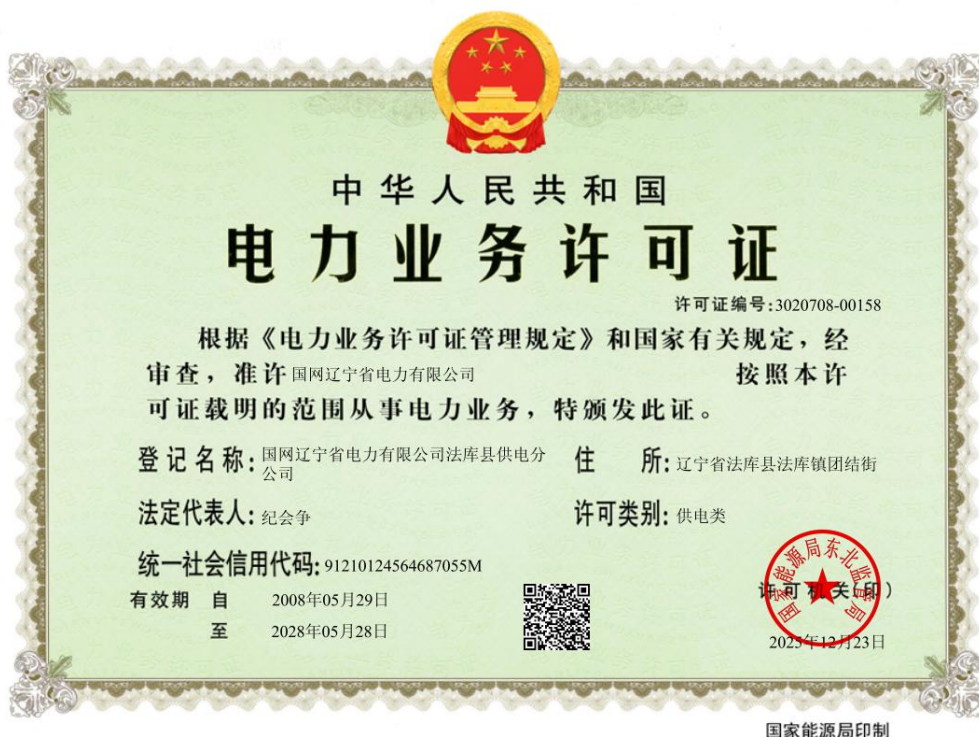 中华人民共和国
电力业务许可证
许可证编号:3020708-00158
根据《电力业务许可证管理规定》和国家有关规定，经
审查，准许 国网辽宁省电力有限公司 按照本许
可证载明的范围从事电力业务，特颁发此证。
登记名称: 国网辽宁省电力有限公司法库县供电分
公司
住 所: 辽宁省法库县法库镇团结街
法定代表人: 纪会争
许可类别: 供电类
统一社会信用代码: 91210124564687055M
有效期 自 2008年05月29日
至 2028年05月28日
国家能源局东北监管局
许可机关(印)
2025年12月23日
国家能源局印制